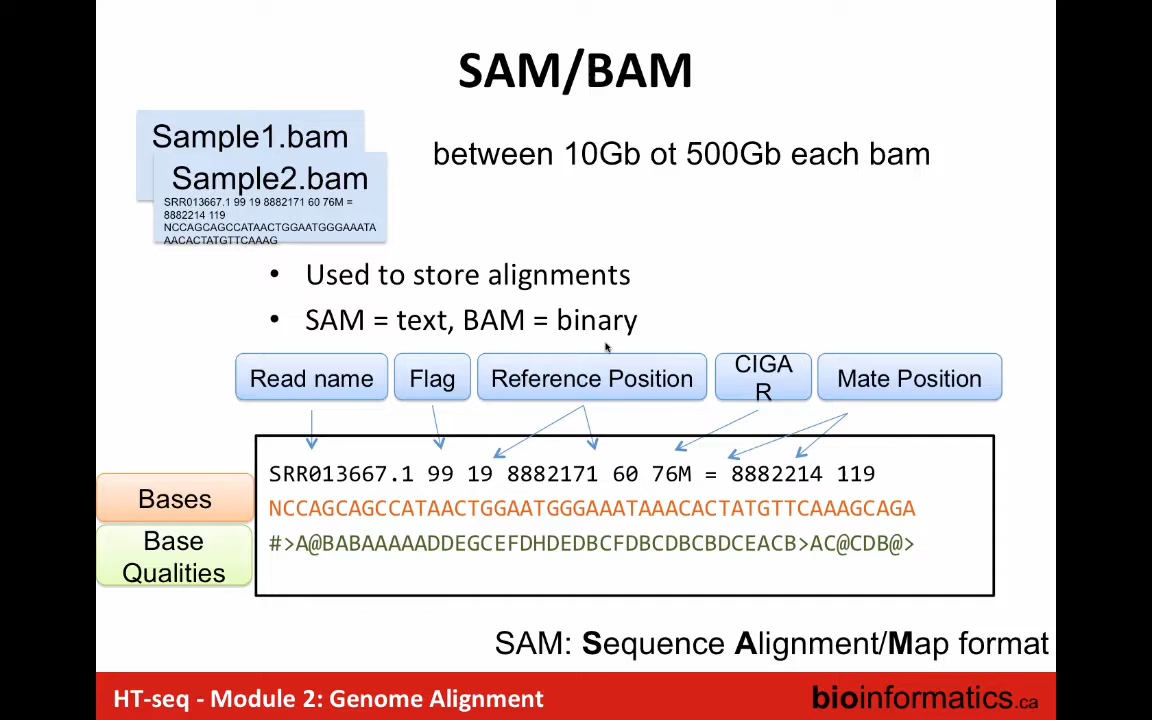 SAM/BAM
Sample1.bam
between 10Gb ot 500Gb each bam
Sample2.bam
SRR013667.1 99 19 8882171 60 76M =
8882214 119
NCCAGCAGCCATAACTGGAATGGGAAATA
AACACTATGTTCAAAG
• Used to store alignments
• SAM = text, BAM = binary
Read name
Flag
Reference Position
CIGA
R
Mate Position
SRR013667.1 99 19 8882171 60 76M = 8882214 119
Bases
NCCAGCAGCCATAACTGGAATGGGAAATAAACACTATGTTCAAAGCAGA
Base
Qualities
#>A@BABAAAAADDEGCEFDHDEDBCFDBCDBCBDCEACB>AC@CDB@>
SAM: Sequence Alignment/Map format
HT-seq - Module 2: Genome Alignment
bioinformatics.ca